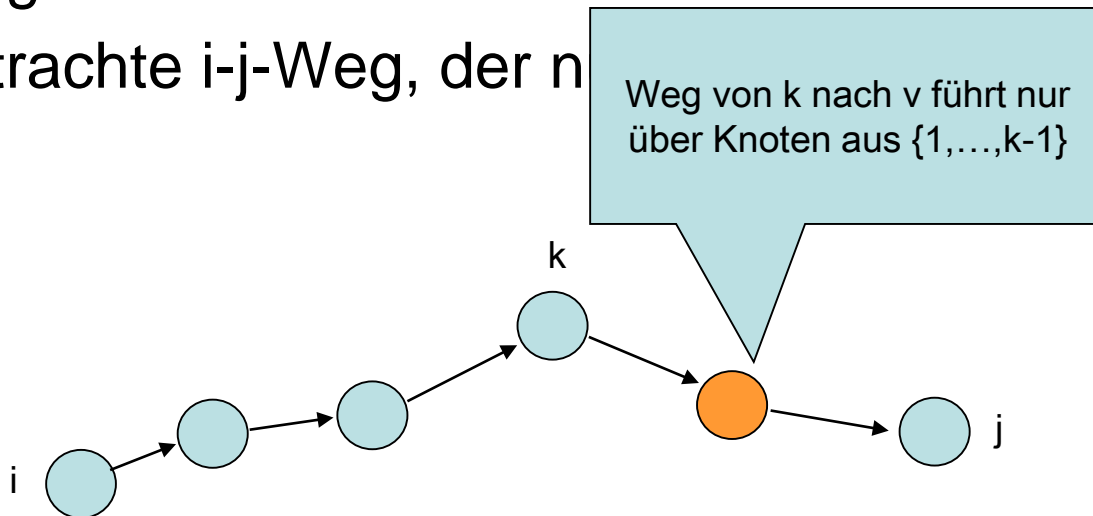 trachte i-j-Weg, der n
Weg von k nach v führt nur
über Knoten aus {1,…,k-1}
k
j
i